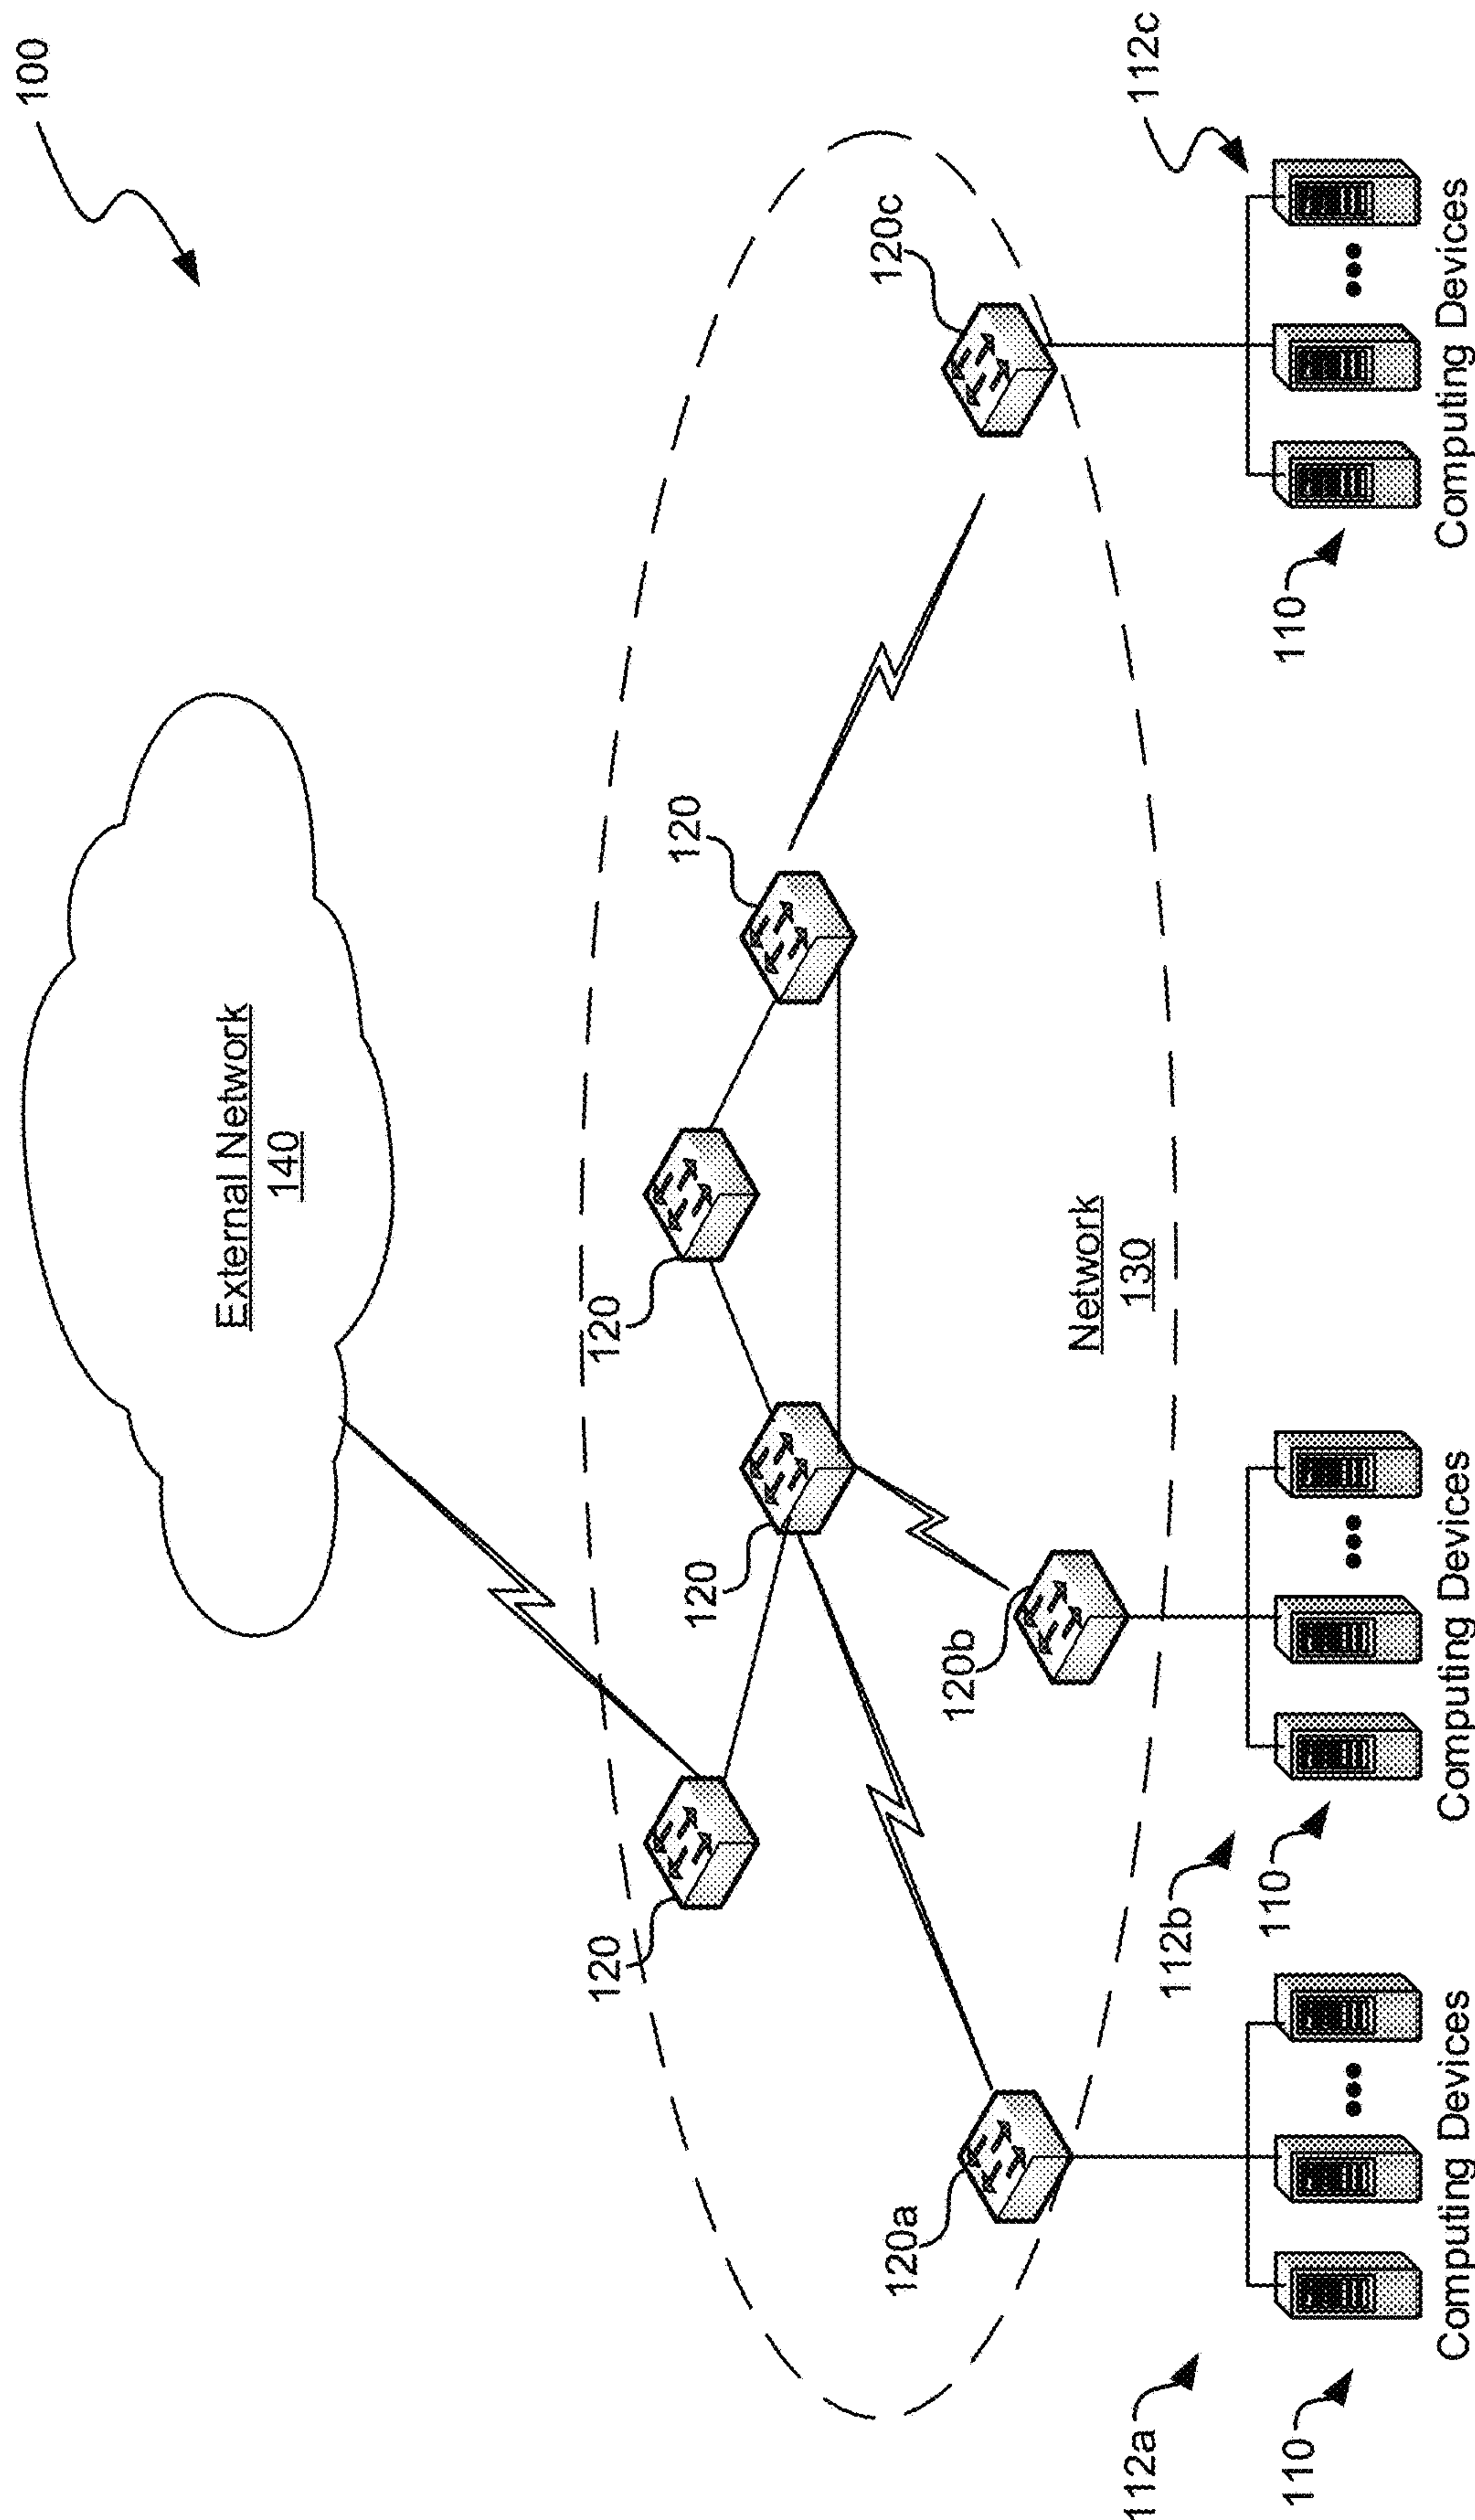 100
External Network
140
120
120
120
120
120c
120b
120a
Network
130
112c
110
112b
110
112a
110
Computing Devices
Computing Devices
Computing Devices